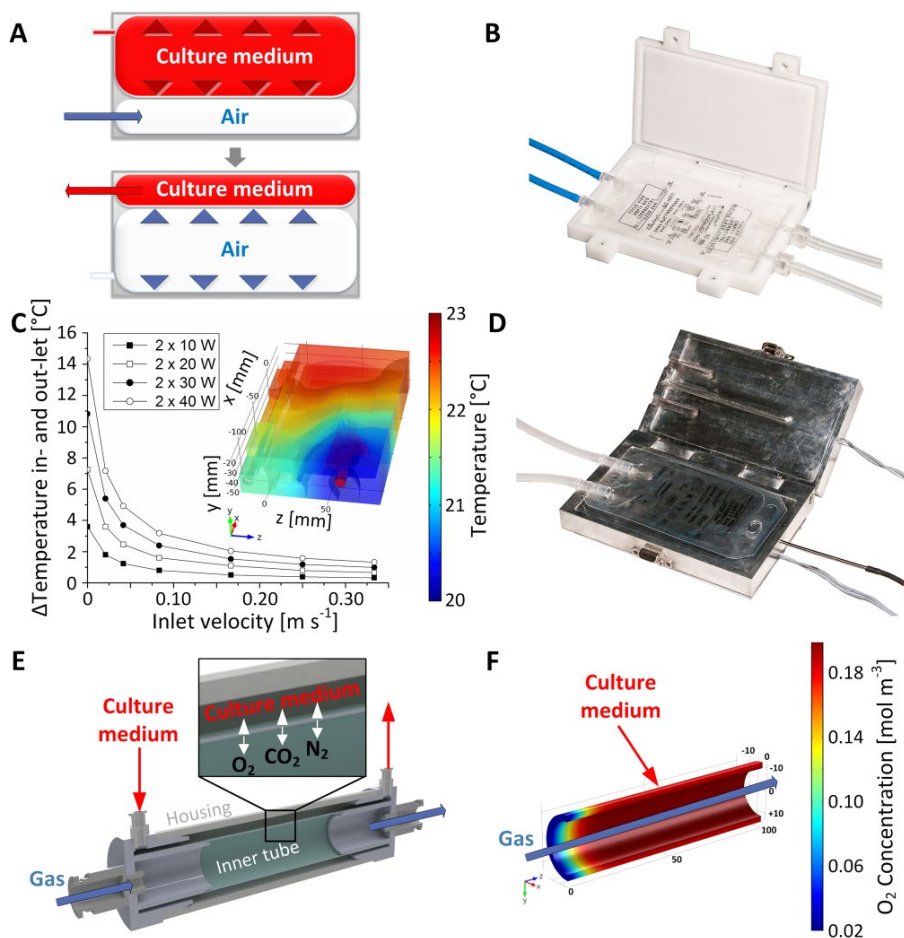 A
Culture medium
Air
Culture medium
Air
B
C
ΔTemperature in- and out-let [°C]
16
14
12
10
8
6
4
2
0
0
0.10
0.20
0.30
Inlet velocity [m s⁻¹]
2 x 10 W
2 x 20 W
2 x 30 W
2 x 40 W
x [mm]
0
-50
-100
y [mm]
-20
-30
-40
-50
0
50
z [mm]
y
x
z
23
22
21
20
Temperature [°C]
D
E
Culture
medium
Culture medium
O₂
CO₂
N₂
Housing
Inner tube
Gas
F
Culture
medium
Gas
-10
0
-10
0
+10
100
50
0
z
x
y
0.18
0.14
0.10
0.06
0.02
O₂ Concentration [mol m⁻³]